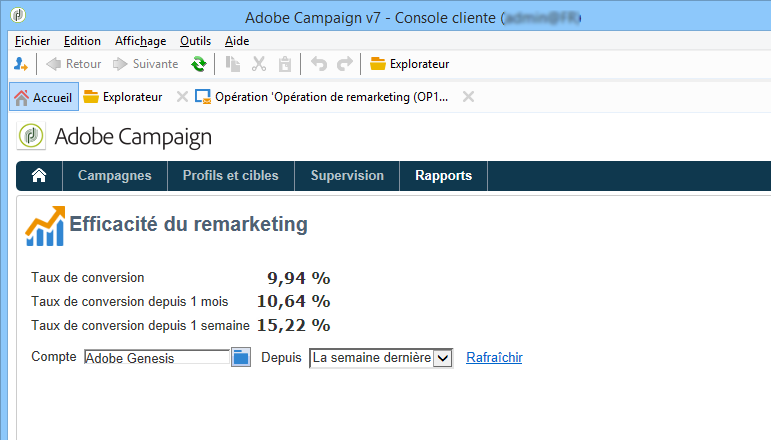 Adobe Campaign v7 - Console cliente (
Fichier Edition Affichage Outils Aide
Retour Suivante Explorateur
Accueil Explorateur Opération 'Opération de remarketing (OP1...
Adobe Campaign
Campagnes Profils et cibles Supervision Rapports
Efficacité du remarketing
Taux de conversion 9,94 %
Taux de conversion depuis 1 mois 10,64 %
Taux de conversion depuis 1 semaine 15,22 %
Compte Adobe Genesis Depuis La semaine dernière Rafraîchir